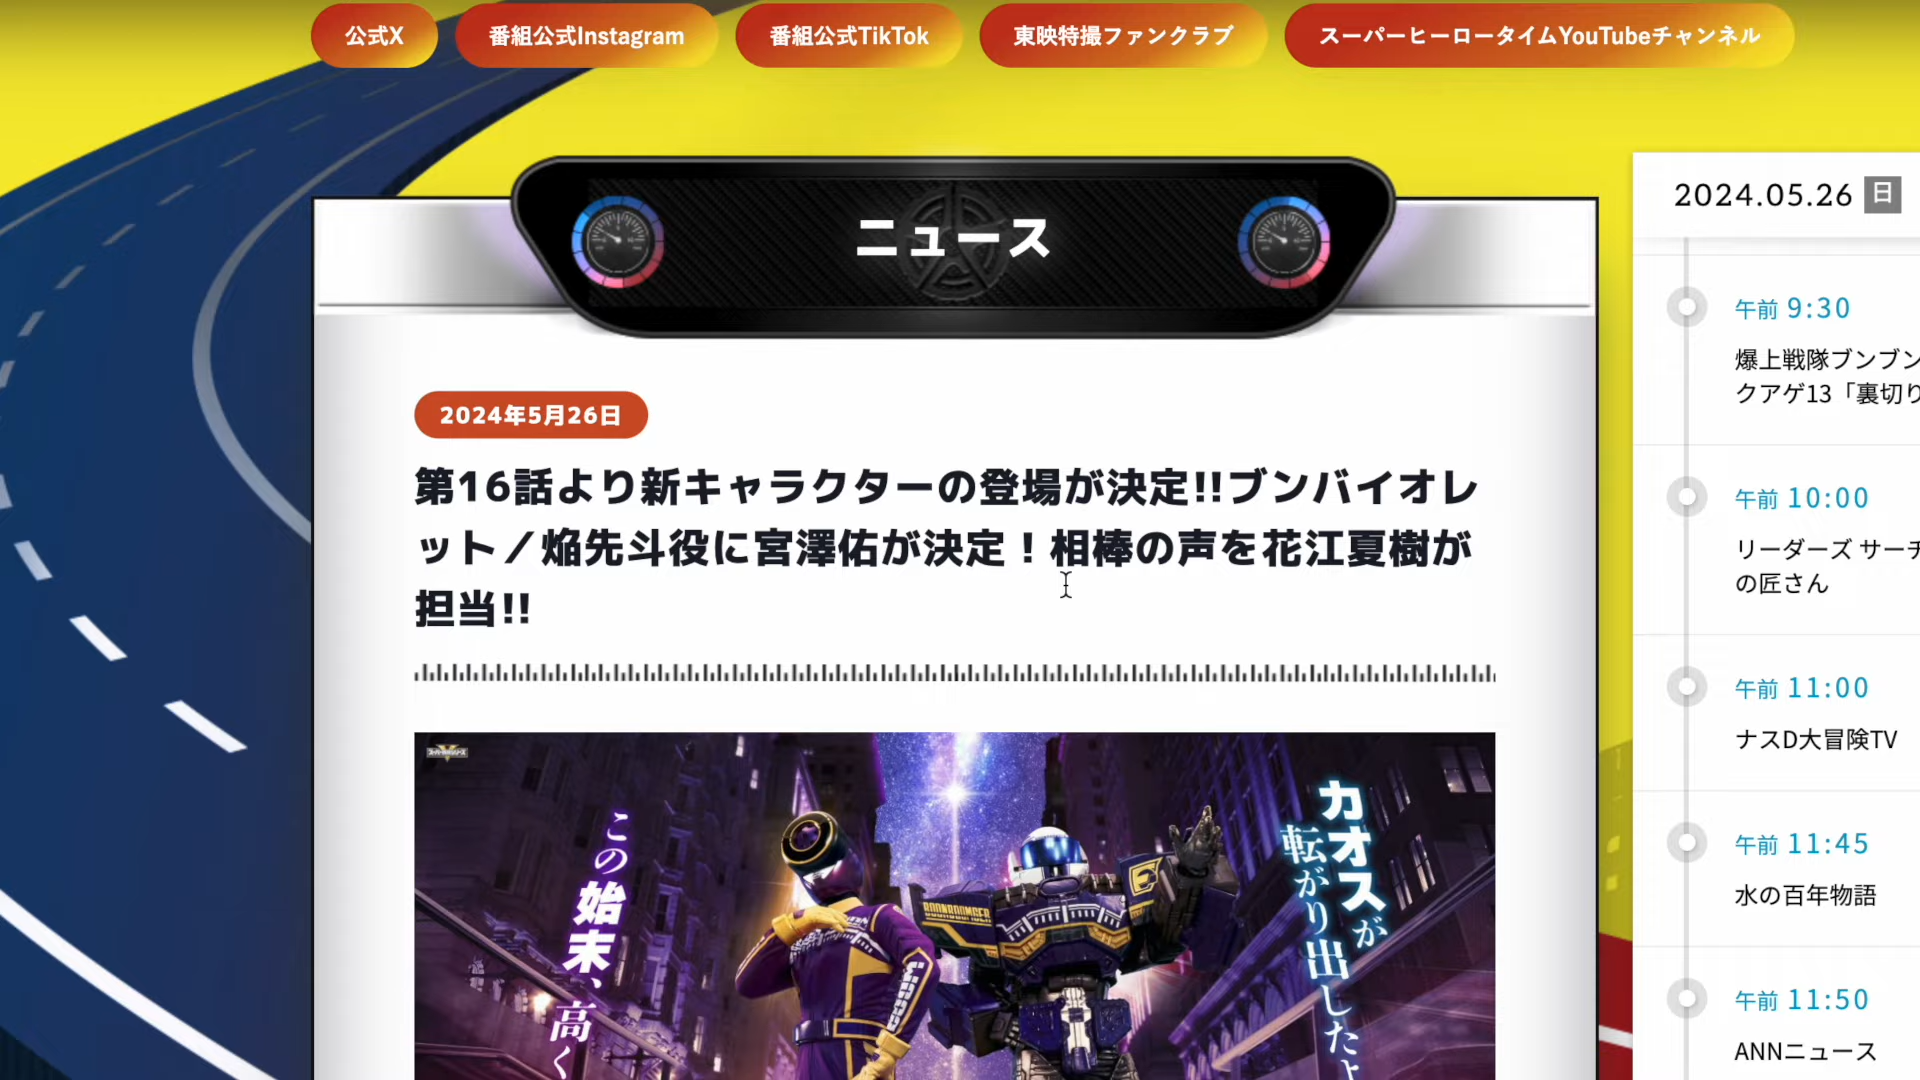 公式X
番組公式Instagram
番組公式TikTok
東映特撮ファンクラブ
スーパーヒーロータイムYouTubeチャンネル
ニュース
2024年5月26日
第16話より新キャラクターの登場が決定!!ブンバイオレ
ット／焔先斗役に宮澤佑が決定！相棒の声を花江夏樹が
担当!!
この
始末、
高く
カオスが
転がり出したよ
BOONBOOMGER
2024.05.26 日
午前 9:30
爆上戦隊ブンブン
クアゲ13「裏切り
午前 10:00
リーダーズ サーチ
の匠さん
午前 11:00
ナスD大冒険TV
午前 11:45
水の百年物語
午前 11:50
ANNニュース